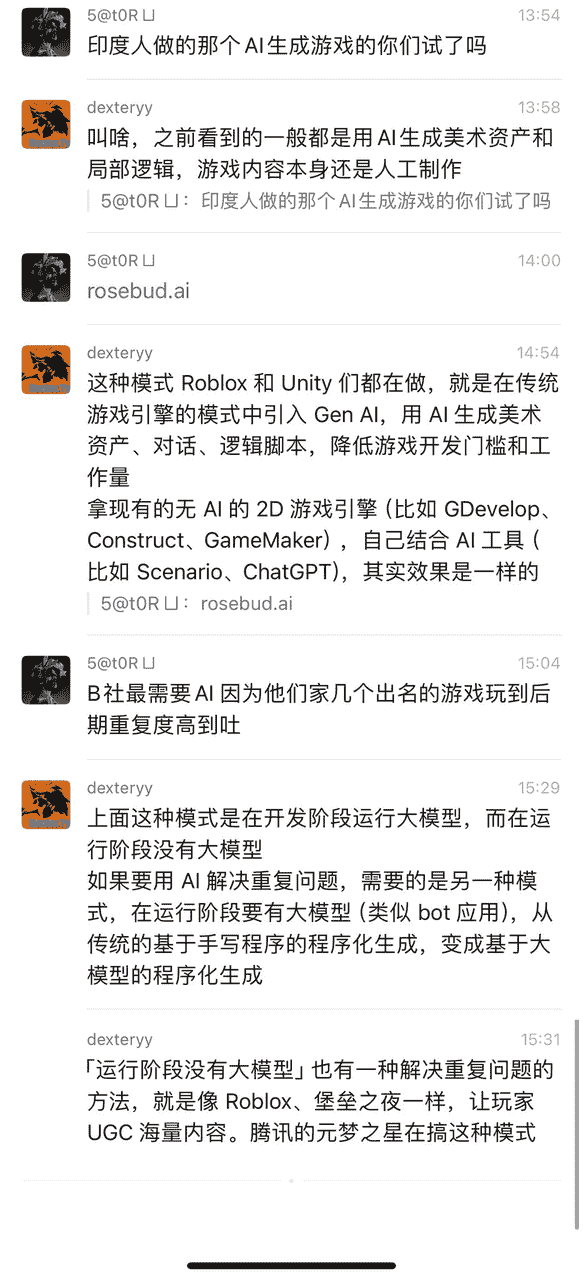 5@t0R ㄩ 13:54
印度人做的那个AI生成游戏的你们试了吗
dexteryy 13:58
叫啥，之前看到的一般都是用AI生成美术资产和
局部逻辑，游戏内容本身还是人工制作
5@t0R ㄩ：印度人做的那个AI生成游戏的你们试了吗
5@t0R ㄩ 14:00
rosebud.ai
dexteryy 14:54
这种模式 Roblox 和 Unity 们都在做，就是在传统
游戏引擎的模式中引入 Gen AI，用 AI 生成美术
资产、对话、逻辑脚本，降低游戏开发门槛和工
作量
拿现有的无 AI 的 2D 游戏引擎（比如 GDevelop、
Construct、GameMaker），自己结合 AI 工具（
比如 Scenario、ChatGPT)，其实效果是一样的
5@t0R ㄩ：rosebud.ai
5@t0R ㄩ 15:04
B社最需要AI 因为他们家几个出名的游戏玩到后
期重复度高到吐
dexteryy 15:29
上面这种模式是在开发阶段运行大模型，而在运
行阶段没有大模型
如果要用 AI 解决重复问题，需要的是另一种模
式，在运行阶段要有大模型（类似 bot 应用），从
传统的基于手写程序的程序化生成，变成基于大
模型的程序化生成
dexteryy 15:31
「运行阶段没有大模型」也有一种解决重复问题的
方法，就是像 Roblox、堡垒之夜一样，让玩家
UGC 海量内容。腾讯的元梦之星在搞这种模式